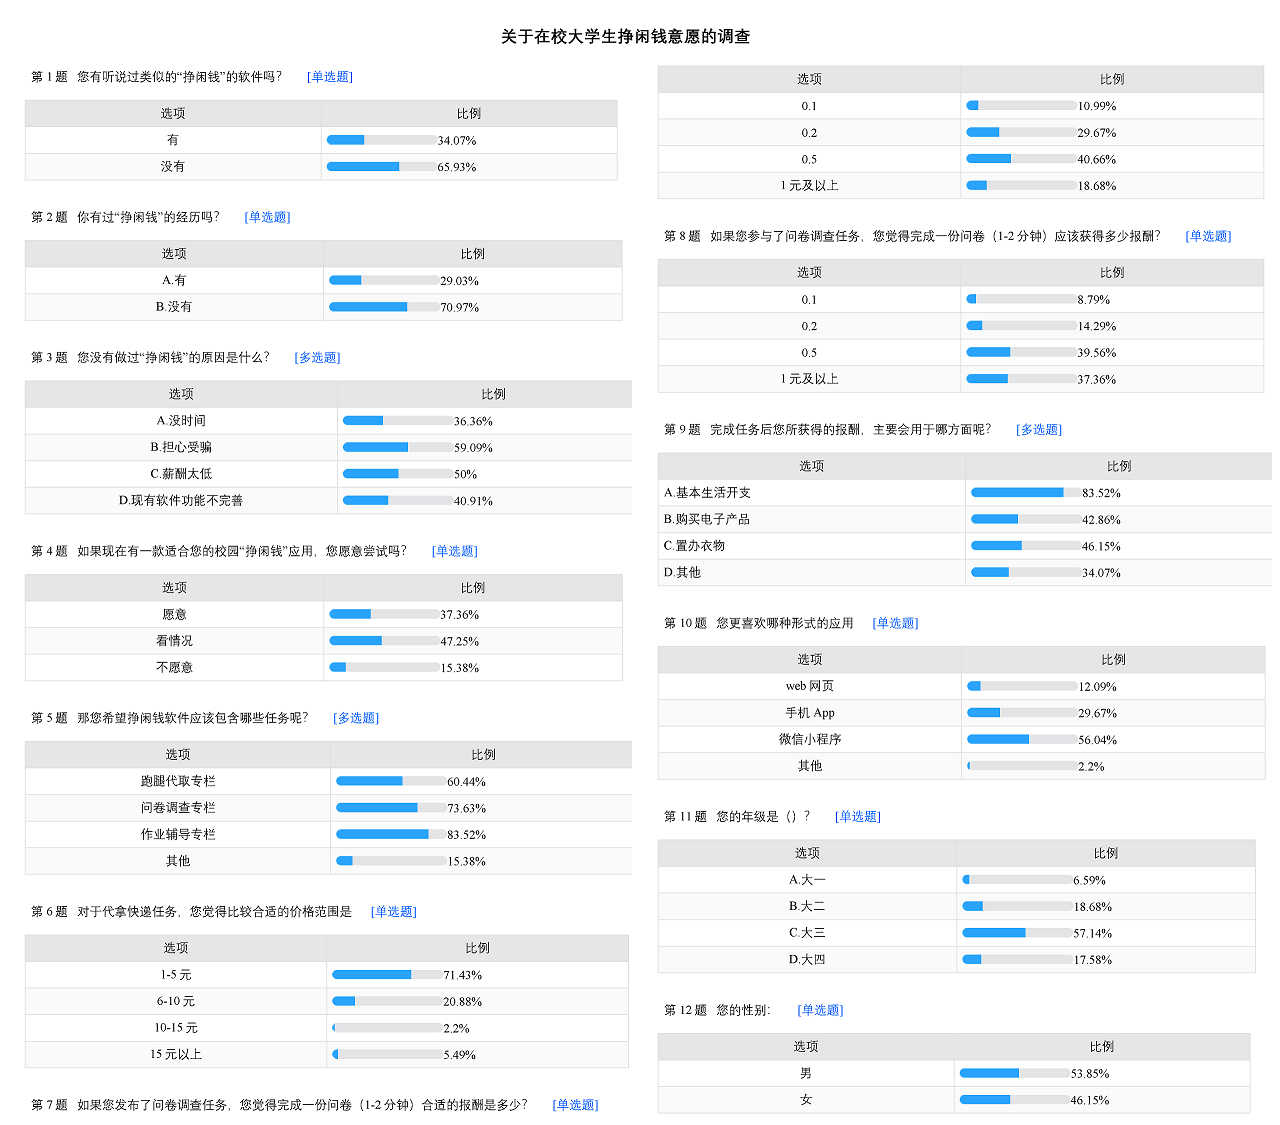 关于在校大学生挣闲钱意愿的调查
第 1 题 您有听说过类似的“挣闲钱”的软件吗？ [单选题]
选项 比例
有 34.07%
没有 65.93%
第 2 题 你有过“挣闲钱”的经历吗？ [单选题]
选项 比例
A.有 29.03%
B.没有 70.97%
第 3 题 您没有做过“挣闲钱”的原因是什么？ [多选题]
选项 比例
A.没时间 36.36%
B.担心受骗 59.09%
C.薪酬太低 50%
D.现有软件功能不完善 40.91%
第 4 题 如果现在有一款适合您的校园“挣闲钱”应用，您愿意尝试吗？ [单选题]
选项 比例
愿意 37.36%
看情况 47.25%
不愿意 15.38%
第 5 题 那您希望挣闲钱软件应该包含哪些任务呢？ [多选题]
选项 比例
跑腿代取专栏 60.44%
问卷调查专栏 73.63%
作业辅导专栏 83.52%
其他 15.38%
第 6 题 对于代拿快递任务，您觉得比较合适的价格范围是 [单选题]
选项 比例
1-5 元 71.43%
6-10 元 20.88%
10-15 元 2.2%
15 元以上 5.49%
第 7 题 如果您发布了问卷调查任务，您觉得完成一份问卷（1-2 分钟）合适的报酬是多少？ [单选题]
选项 比例
0.1 10.99%
0.2 29.67%
0.5 40.66%
1 元及以上 18.68%
第 8 题 如果您参与了问卷调查任务，您觉得完成一份问卷（1-2 分钟）应该获得多少报酬？ [单选题]
选项 比例
0.1 8.79%
0.2 14.29%
0.5 39.56%
1 元及以上 37.36%
第 9 题 完成任务后您所获得的报酬，主要会用于哪方面呢？ [多选题]
选项 比例
A.基本生活开支 83.52%
B.购买电子产品 42.86%
C.置办衣物 46.15%
D.其他 34.07%
第 10 题 您更喜欢哪种形式的应用 [单选题]
选项 比例
web 网页 12.09%
手机 App 29.67%
微信小程序 56.04%
其他 2.2%
第 11 题 您的年级是（）？ [单选题]
选项 比例
A.大一 6.59%
B.大二 18.68%
C.大三 57.14%
D.大四 17.58%
第 12 题 您的性别： [单选题]
选项 比例
男 53.85%
女 46.15%